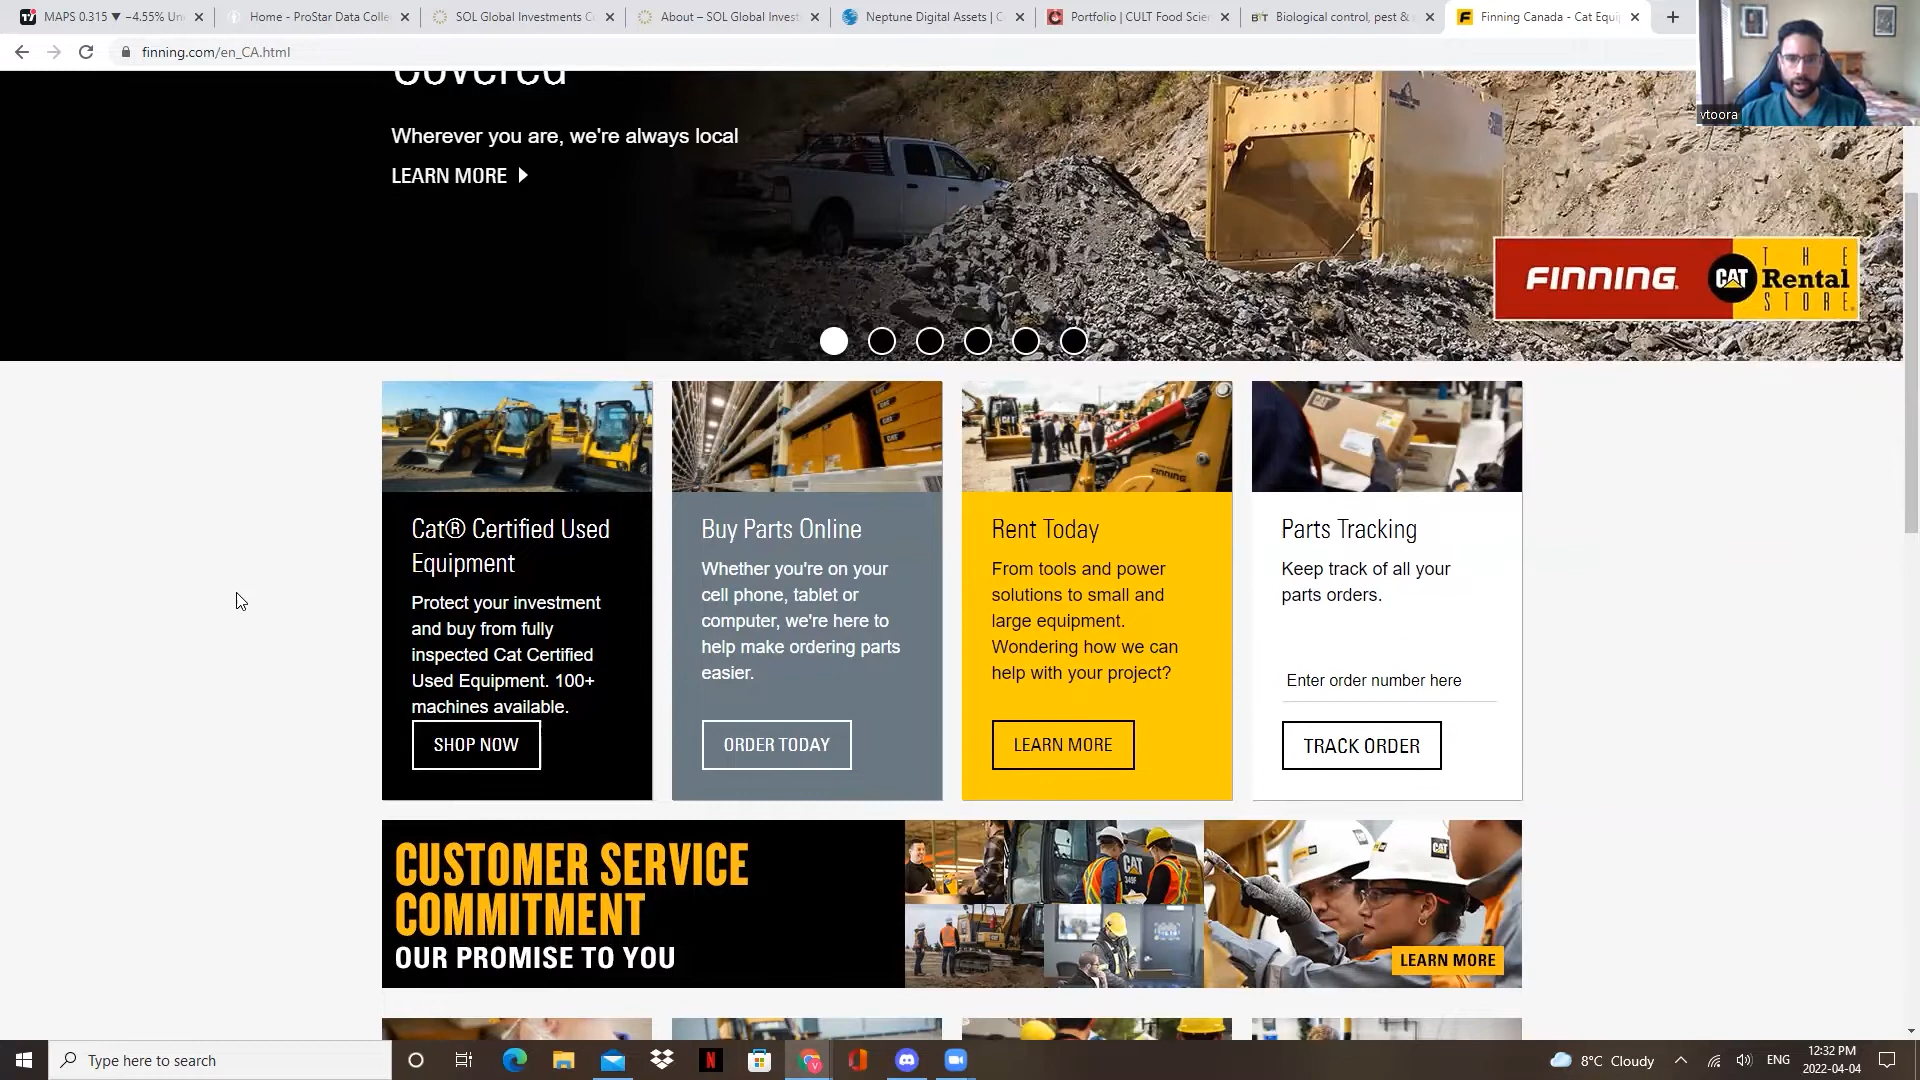 MAPS 0.315 ▼ −4.55% Un
Home - ProStar Data Colle
SOL Global Investments C
About – SOL Global Invest
Neptune Digital Assets | C
Portfolio | CULT Food Scien
Biological control, pest &
Finning Canada - Cat Equi
finning.com/en_CA.html
vtoora
Covered
Wherever you are, we're always local
LEARN MORE
FINNING.
CAT
THE
Rental
STORE
Cat® Certified Used
Equipment
Protect your investment
and buy from fully
inspected Cat Certified
Used Equipment. 100+
machines available.
SHOP NOW
Buy Parts Online
Whether you're on your
cell phone, tablet or
computer, we're here to
help make ordering parts
easier.
ORDER TODAY
Rent Today
From tools and power
solutions to small and
large equipment.
Wondering how we can
help with your project?
LEARN MORE
Parts Tracking
Keep track of all your
parts orders.
Enter order number here
TRACK ORDER
CUSTOMER SERVICE
COMMITMENT
OUR PROMISE TO YOU
CAT
CAT
LEARN MORE
Type here to search
8°C Cloudy
ENG
12:32 PM
2022-04-04